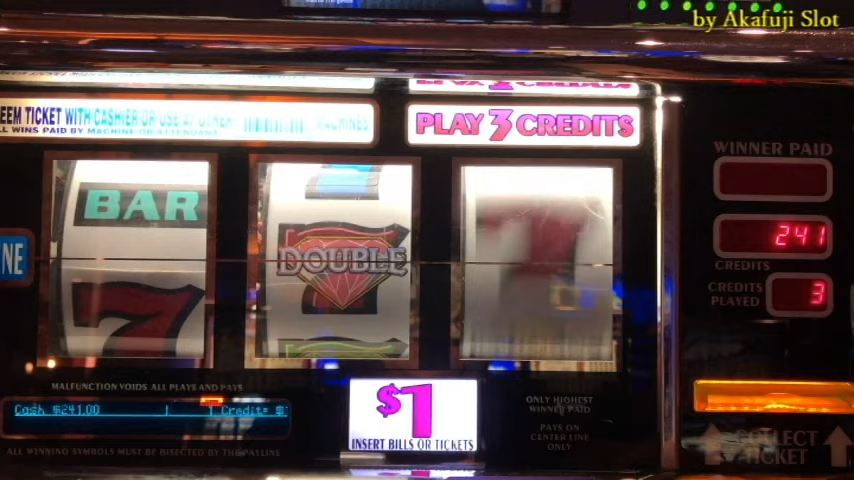 by Akafuji Slot
EEM TICKET WITH CASHIER OR USE AT OTHER MACHINES
LL WINS PAID BY MACHINE OR ATTENDANT
PLAY 3 CREDITS
WINNER PAID
BAR
241
CREDITS
NE
DOUBLE
CREDITS
PLAYED
3
MALFUNCTION VOIDS ALL PLAYS AND PAYS
Cash $241.00 1 Credit= $
$1
INSERT BILLS OR TICKETS
ONLY HIGHEST
WINNER PAID
PAYS ON
CENTER LINE
ONLY
COLLECT
TICKET
ALL WINNING SYMBOLS MUST BE BISECTED BY THE PAYLINE